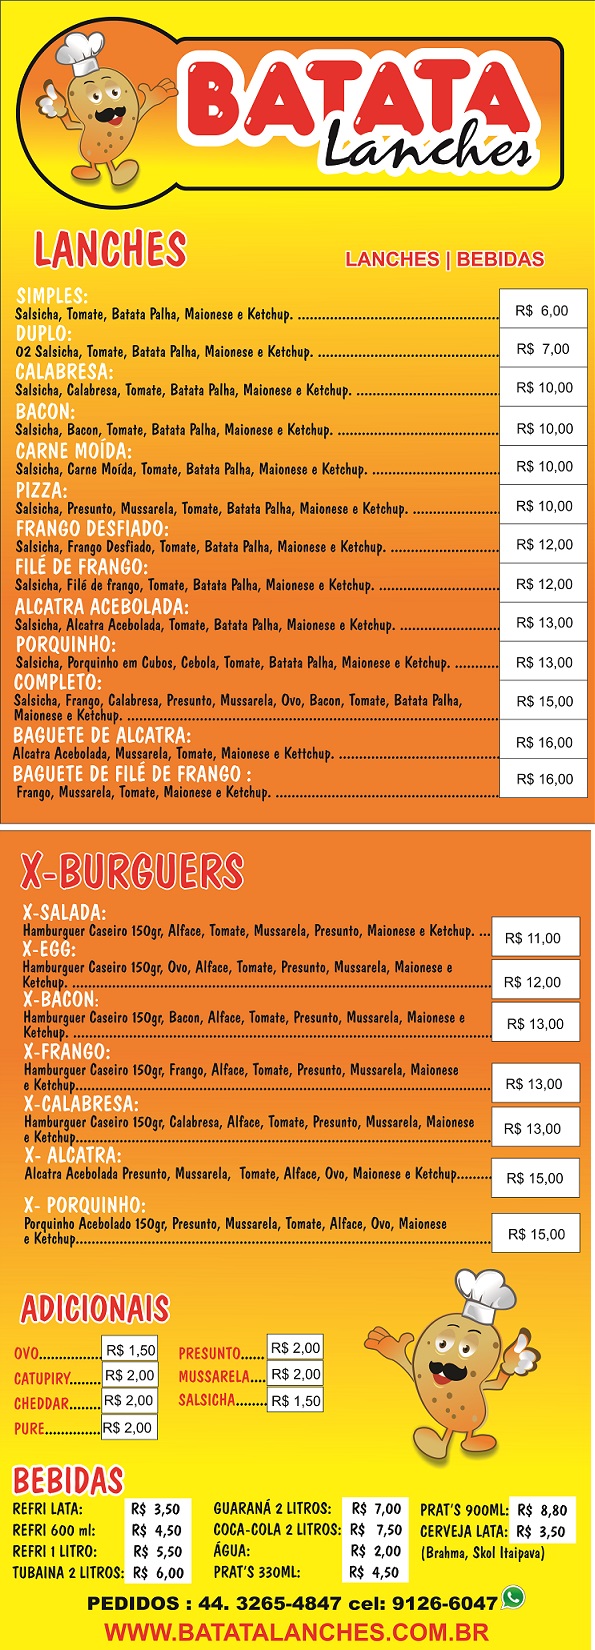 BATATA
Lanches
LANCHES
LANCHES | BEBIDAS
SIMPLES:
Salsicha, Tomate, Batata Palha, Maionese e Ketchup. R$ 6,00
DUPLO:
02 Salsicha, Tomate, Batata Palha, Maionese e Ketchup. R$ 7,00
CALABRESA:
Salsicha, Calabresa, Tomate, Batata Palha, Maionese e Ketchup. R$ 10,00
BACON:
Salsicha, Bacon, Tomate, Batata Palha, Maionese e Ketchup. R$ 10,00
CARNE MOÍDA:
Salsicha, Carne Moída, Tomate, Batata Palha, Maionese e Ketchup. R$ 10,00
PIZZA:
Salsicha, Presunto, Mussarela, Tomate, Batata Palha, Maionese e Ketchup. R$ 10,00
FRANGO DESFIADO:
Salsicha, Frango Desfiado, Tomate, Batata Palha, Maionese e Ketchup. R$ 12,00
FILÉ DE FRANGO:
Salsicha, Filé de frango, Tomate, Batata Palha, Maionese e Ketchup. R$ 12,00
ALCATRA ACEBOLADA:
Salsicha, Alcatra Acebolada, Tomate, Batata Palha, Maionese e Ketchup. R$ 13,00
PORQUINHO:
Salsicha, Porquinho em Cubos, Cebola, Tomate, Batata Palha, Maionese e Ketchup. R$ 13,00
COMPLETO:
Salsicha, Frango, Calabresa, Presunto, Mussarela, Ovo, Bacon, Tomate, Batata Palha,
Maionese e Ketchup. R$ 15,00
BAGUETE DE ALCATRA:
Alcatra Acebolada, Mussarela, Tomate, Maionese e Kettchup. R$ 16,00
BAGUETE DE FILÉ DE FRANGO :
Frango, Mussarela, Tomate, Maionese e Ketchup. R$ 16,00
X-BURGUERS
X-SALADA:
Hamburguer Caseiro 150gr, Alface, Tomate, Mussarela, Presunto, Maionese e Ketchup. ... R$ 11,00
X-EGG:
Hamburguer Caseiro 150gr, Ovo, Alface, Tomate, Presunto, Mussarela, Maionese e
Ketchup. R$ 12,00
X-BACON:
Hamburguer Caseiro 150gr, Bacon, Alface, Tomate, Presunto, Mussarela, Maionese e
Ketchup. R$ 13,00
X-FRANGO:
Hamburguer Caseiro 150gr, Frango, Alface, Tomate, Presunto, Mussarela, Maionese
e Ketchup. R$ 13,00
X-CALABRESA:
Hamburguer Caseiro 150gr, Calabresa, Alface, Tomate, Presunto, Mussarela, Maionese
e Ketchup. R$ 13,00
X- ALCATRA:
Alcatra Acebolada Presunto, Mussarela, Tomate, Alface, Ovo, Maionese e Ketchup. R$ 15,00
X- PORQUINHO:
Porquinho Acebolado 150gr, Presunto, Mussarela, Tomate, Alface, Ovo, Maionese
e Ketchup. R$ 15,00
ADICIONAIS
OVO R$ 1,50 PRESUNTO R$ 2,00
CATUPIRY R$ 2,00 MUSSARELA R$ 2,00
CHEDDAR R$ 2,00 SALSICHA R$ 1,50
PURE R$ 2,00
BEBIDAS
REFRI LATA: R$ 3,50 GUARANÁ 2 LITROS: R$ 7,00 PRAT'S 900ML: R$ 8,80
REFRI 600 ml: R$ 4,50 COCA-COLA 2 LITROS: R$ 7,50 CERVEJA LATA: R$ 3,50
REFRI 1 LITRO: R$ 5,50 ÁGUA: R$ 2,00 (Brahma, Skol Itaipava)
TUBAINA 2 LITROS: R$ 6,00 PRAT'S 330ML: R$ 4,50
PEDIDOS : 44. 3265-4847 cel: 9126-6047
WWW.BATATALANCHES.COM.BR